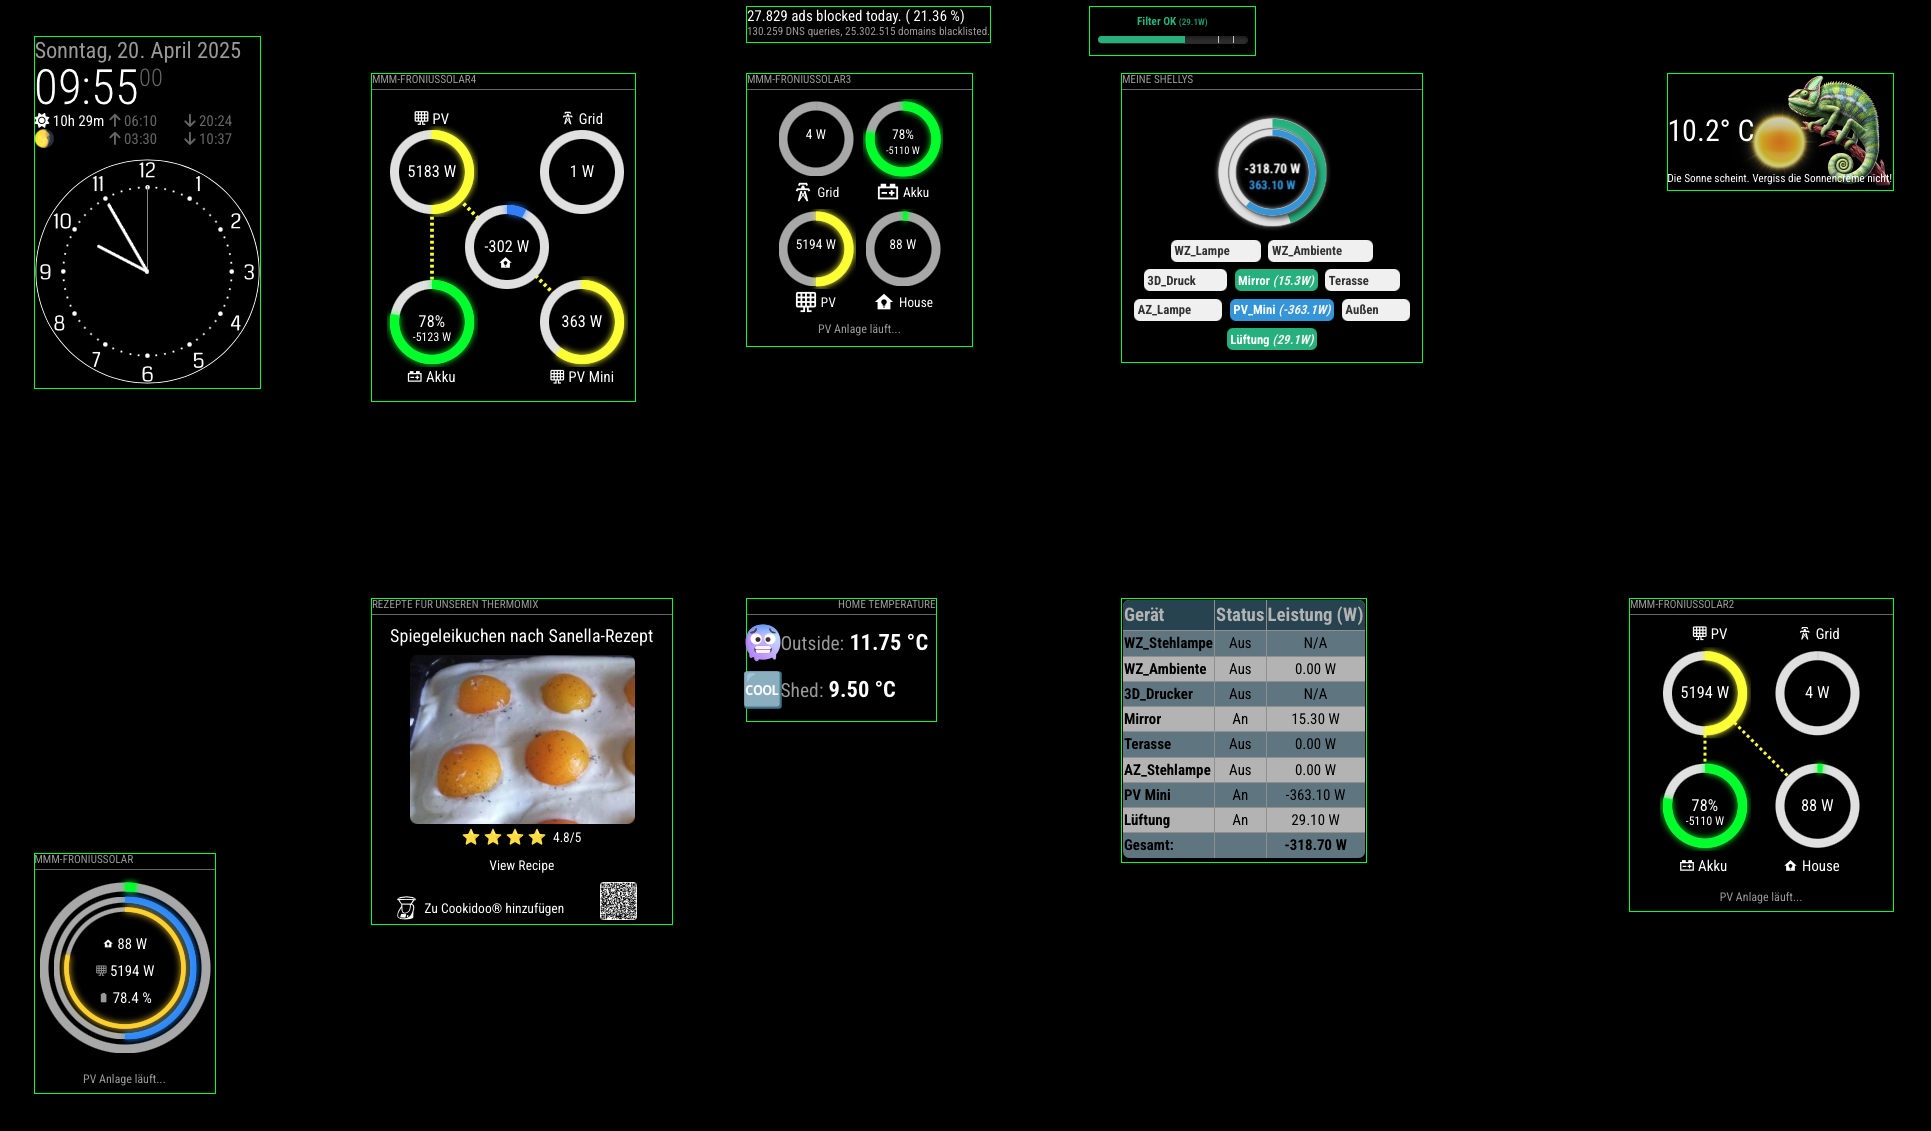 27.829 ads blocked today. ( 21.36 %)
130.259 DNS queries, 25.302.515 domains blacklisted.
Filter OK (29.1W)
Sonntag, 20. April 2025
09:55 00
10h 29m 06:10 20:24
03:30 10:37
12
1
2
3
4
5
6
7
8
9
10
11
MMM-FRONIUSSOLAR4
PV
Grid
5183 W
1 W
-302 W
78%
-5123 W
363 W
Akku
PV Mini
MMM-FRONIUSSOLAR3
4 W
78%
-5110 W
Grid
Akku
5194 W
88 W
PV
House
PV Anlage läuft...
MEINE SHELLYS
-318.70 W
363.10 W
WZ_Lampe
WZ_Ambiente
3D_Druck
Mirror (15.3W)
Terasse
AZ_Lampe
PV_Mini (-363.1W)
Außen
Lüftung (29.1W)
10.2° C
Die Sonne scheint. Vergiss die Sonnencreme nicht!
REZEPTE FÜR UNSEREN THERMOMIX
Spiegeleikuchen nach Sanella-Rezept
4.8/5
View Recipe
Zu Cookidoo® hinzufügen
HOME TEMPERATURE
Outside: 11.75 °C
COOL Shed: 9.50 °C
Gerät Status Leistung (W)
WZ_Stehlampe Aus N/A
WZ_Ambiente Aus 0.00 W
3D_Drucker Aus N/A
Mirror An 15.30 W
Terasse Aus 0.00 W
AZ_Stehlampe Aus 0.00 W
PV Mini An -363.10 W
Lüftung An 29.10 W
Gesamt: -318.70 W
MMM-FRONIUSSOLAR2
PV
Grid
5194 W
4 W
78%
-5110 W
88 W
Akku
House
PV Anlage läuft...
MMM-FRONIUSSOLAR
88 W
5194 W
78.4 %
PV Anlage läuft...